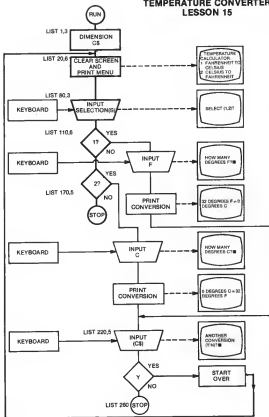 TEMPERATURE CONVERTER
LESSON 15
RUN
LIST 1,3
DIMENSION
C$
LIST 20,6
CLEAR SCREEN
AND
PRINT MENU
TEMPERATURE
CALCULATOR
1 FAHRENHEIT TO
CELSIUS
2 CELSIUS TO
FAHRENHEIT
LIST 80,3
KEYBOARD
INPUT
SELECTION(S)
SELECT (1,2)?
LIST 110,6
1?
YES
NO
KEYBOARD
INPUT
F
HOW MANY
DEGREES F?
LIST 170,5
2?
YES
NO
STOP
PRINT
CONVERSION
32 DEGREES F = 0
DEGREES C
KEYBOARD
INPUT
C
HOW MANY
DEGREES C?
PRINT
CONVERSION
0 DEGREES C = 32
DEGREES F
LIST 220,5
KEYBOARD
INPUT
(C$)
ANOTHER
CONVERSION
(Y/N)?
Y
YES
NO
START
OVER
LIST 260
STOP